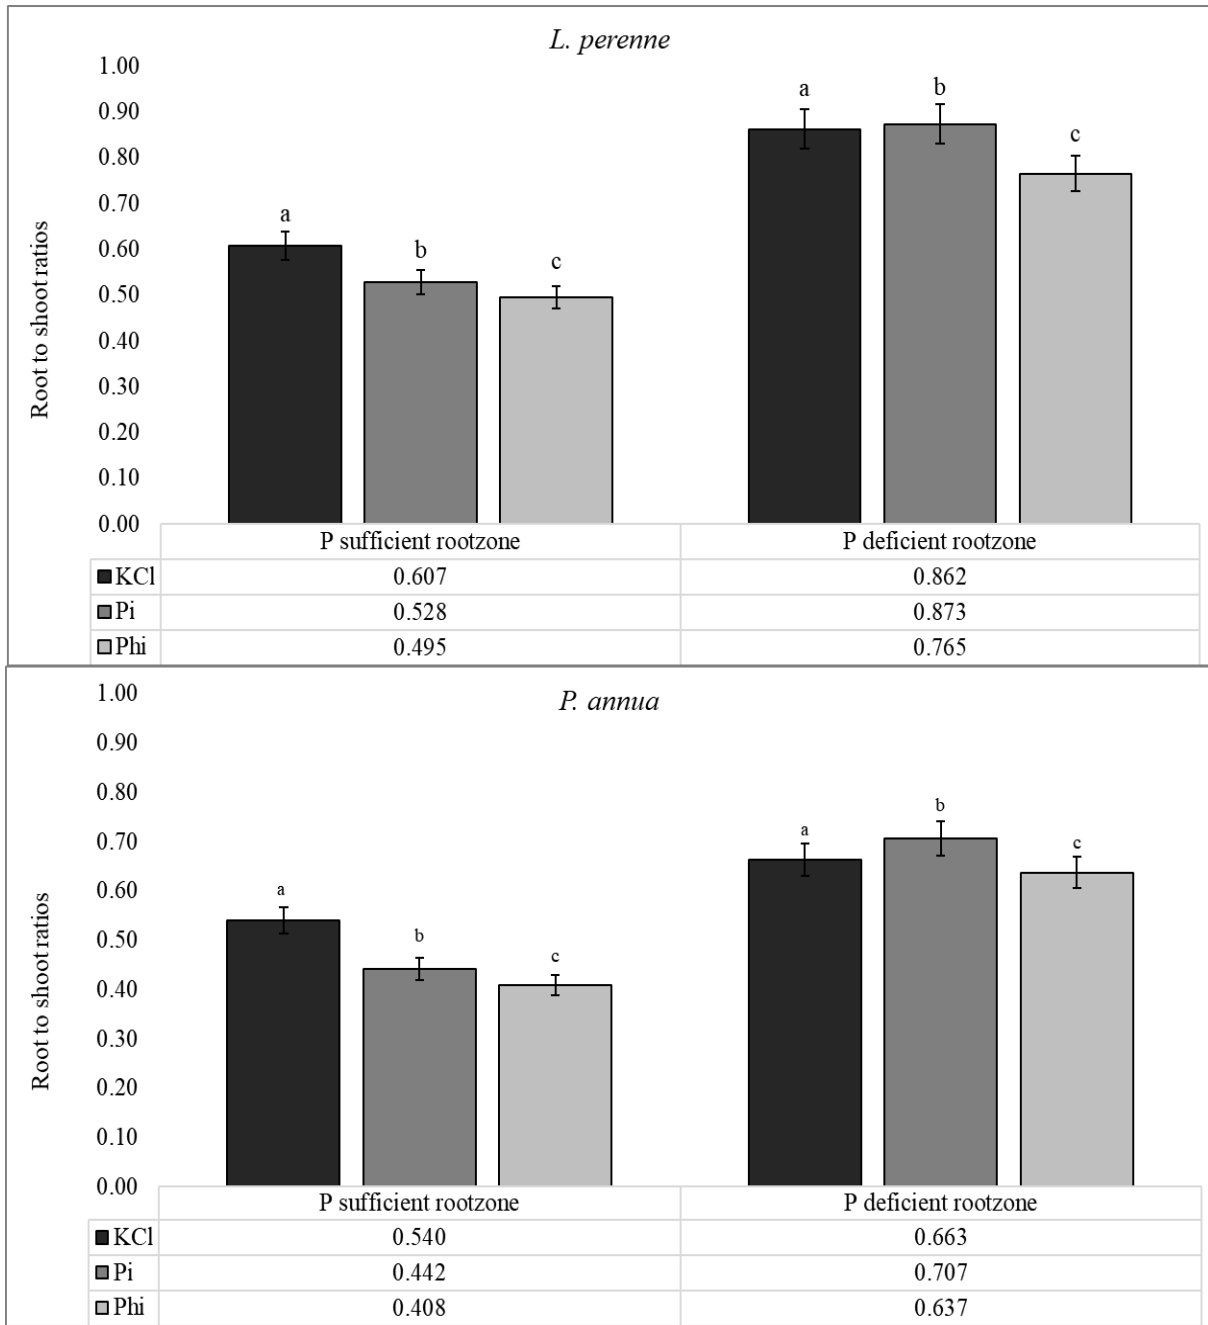 L. perenne
1.00
0.90
0.80
0.70
0.60
0.50
0.40
0.30
0.20
0.10
0.00
Root to shoot ratios
a
b
c
a
b
c
P sufficient rootzone P deficient rootzone
KCl 0.607 0.862
Pi 0.528 0.873
Phi 0.495 0.765
P. annua
1.00
0.90
0.80
0.70
0.60
0.50
0.40
0.30
0.20
0.10
0.00
Root to shoot ratios
a
b
c
a
b
c
P sufficient rootzone P deficient rootzone
KCl 0.540 0.663
Pi 0.442 0.707
Phi 0.408 0.637